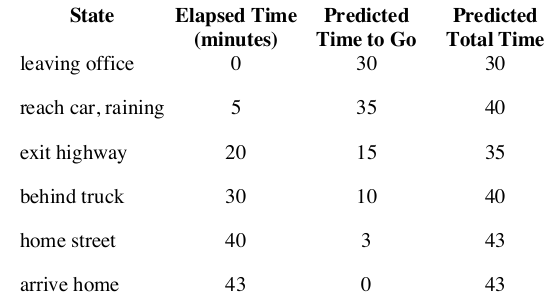 State Elapsed Time Predicted Predicted
(minutes) Time to Go Total Time
leaving office 0 30 30
reach car, raining 5 35 40
exit highway 20 15 35
behind truck 30 10 40
home street 40 3 43
arrive home 43 0 43